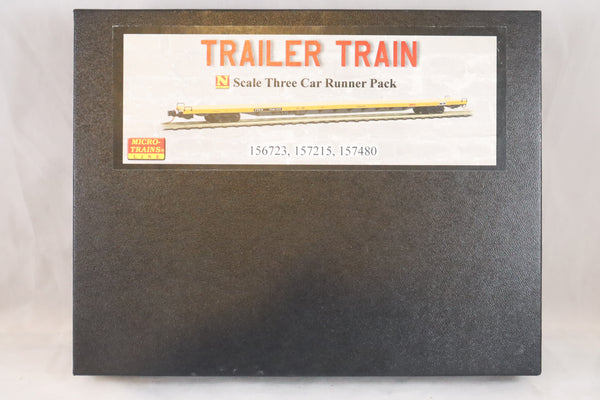 TRAILER TRAIN
N Scale Three Car Runner Pack
MICRO-
TRAINS®
LINE
156723, 157215, 157480